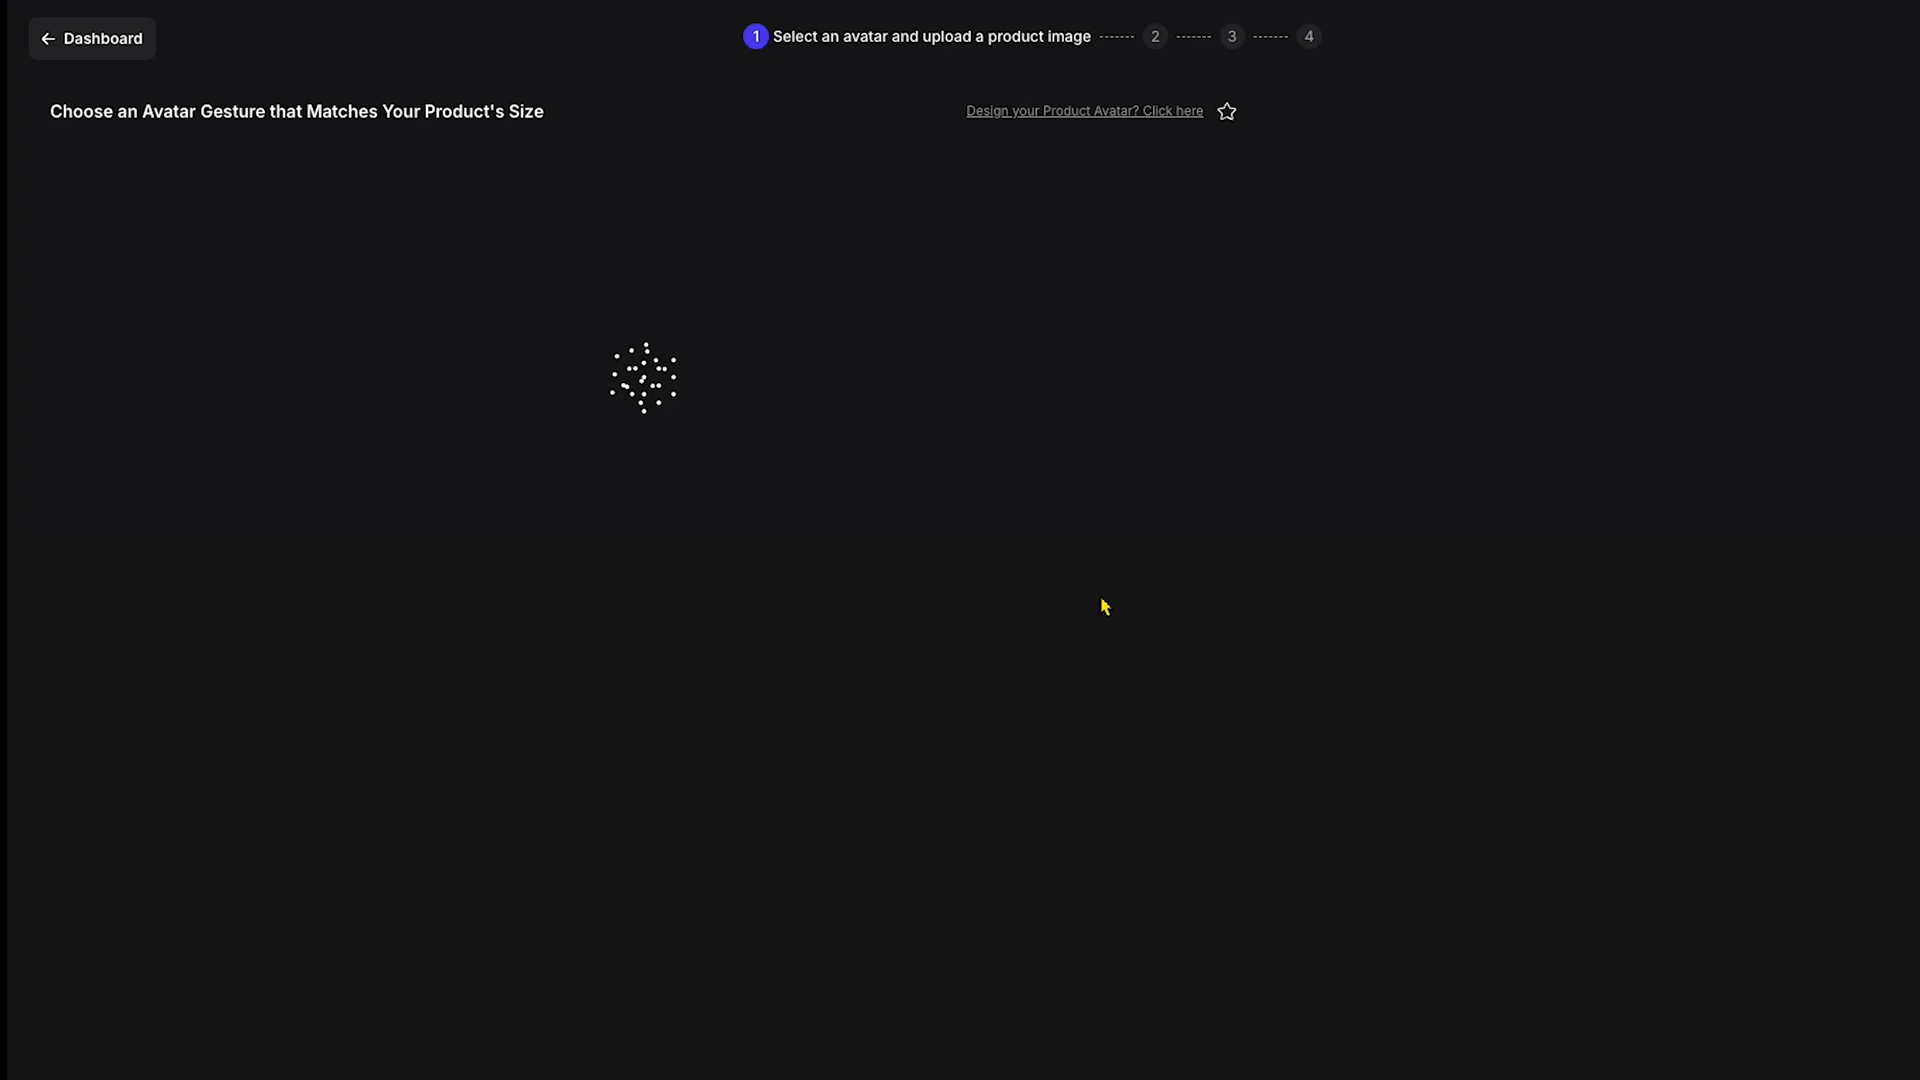 Dashboard
1 Select an avatar and upload a product image 2 3 4
Choose an Avatar Gesture that Matches Your Product's Size
Design your Product Avatar? Click here